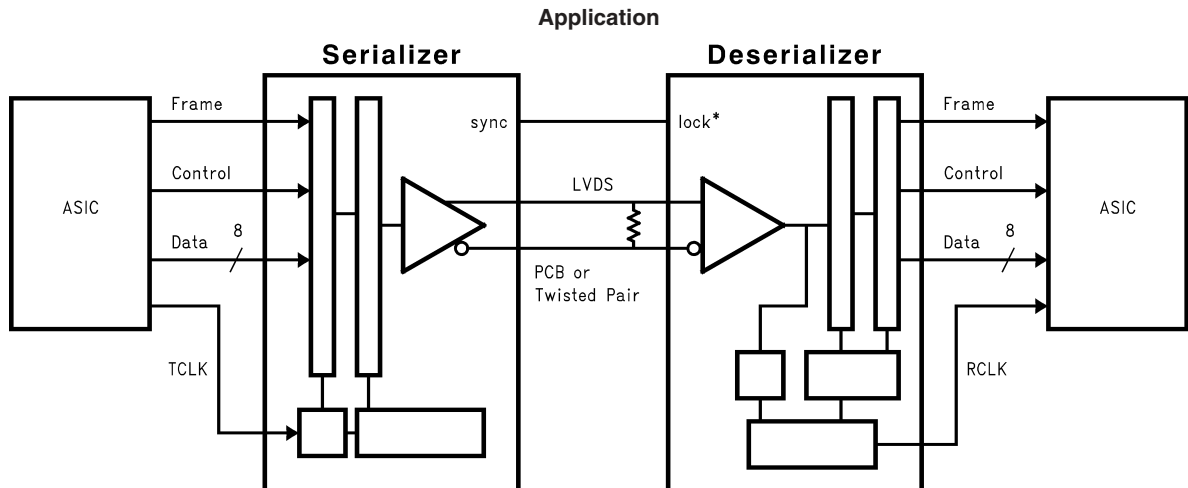 Application
Serializer
Deserializer
Frame
Control
Data
8
TCLK
ASIC
sync
lock*
LVDS
PCB or
Twisted Pair
Frame
Control
Data
8
RCLK
ASIC